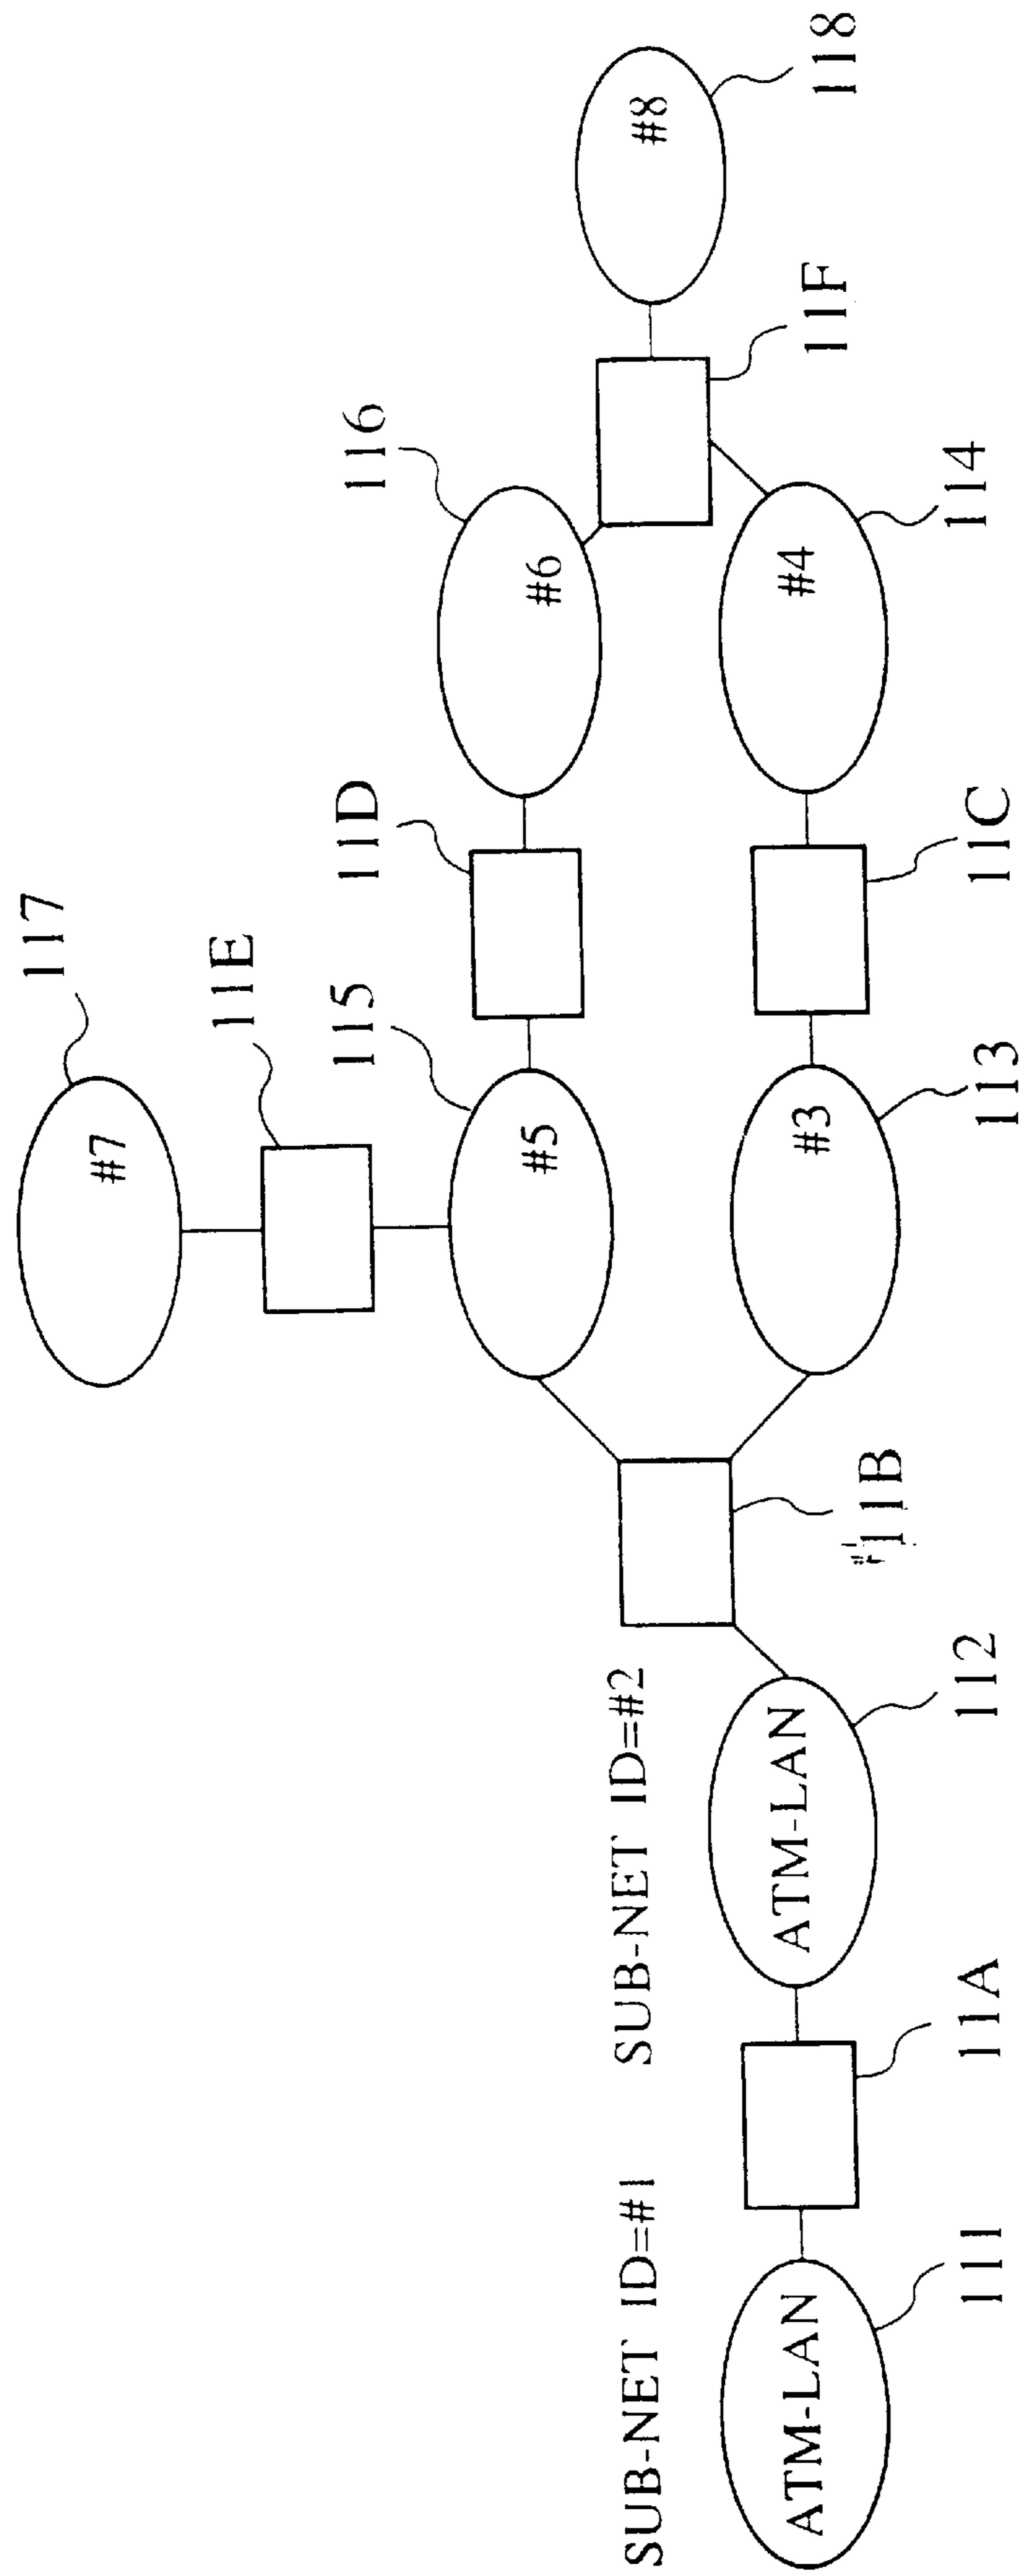 117
#7
11E
115
#5
11D
116
#6
11F
#8
118
SUB-NET ID=#1
SUB-NET ID=#2
ATM-LAN
111
11A
ATM-LAN
112
11B
#3
113
11C
#4
114